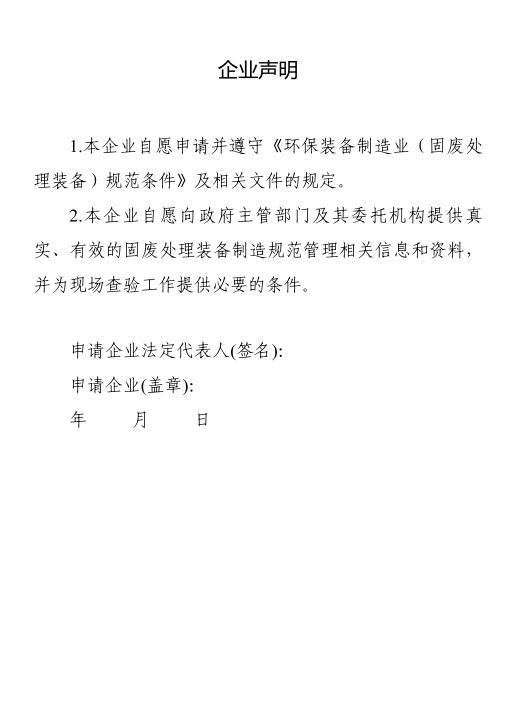 企业声明
1.本企业自愿申请并遵守《环保装备制造业（固废处
理装备）规范条件》及相关文件的规定。
2.本企业自愿向政府主管部门及其委托机构提供真
实、有效的固废处理装备制造规范管理相关信息和资料，
并为现场查验工作提供必要的条件。
申请企业法定代表人(签名):
申请企业(盖章):
年 月 日